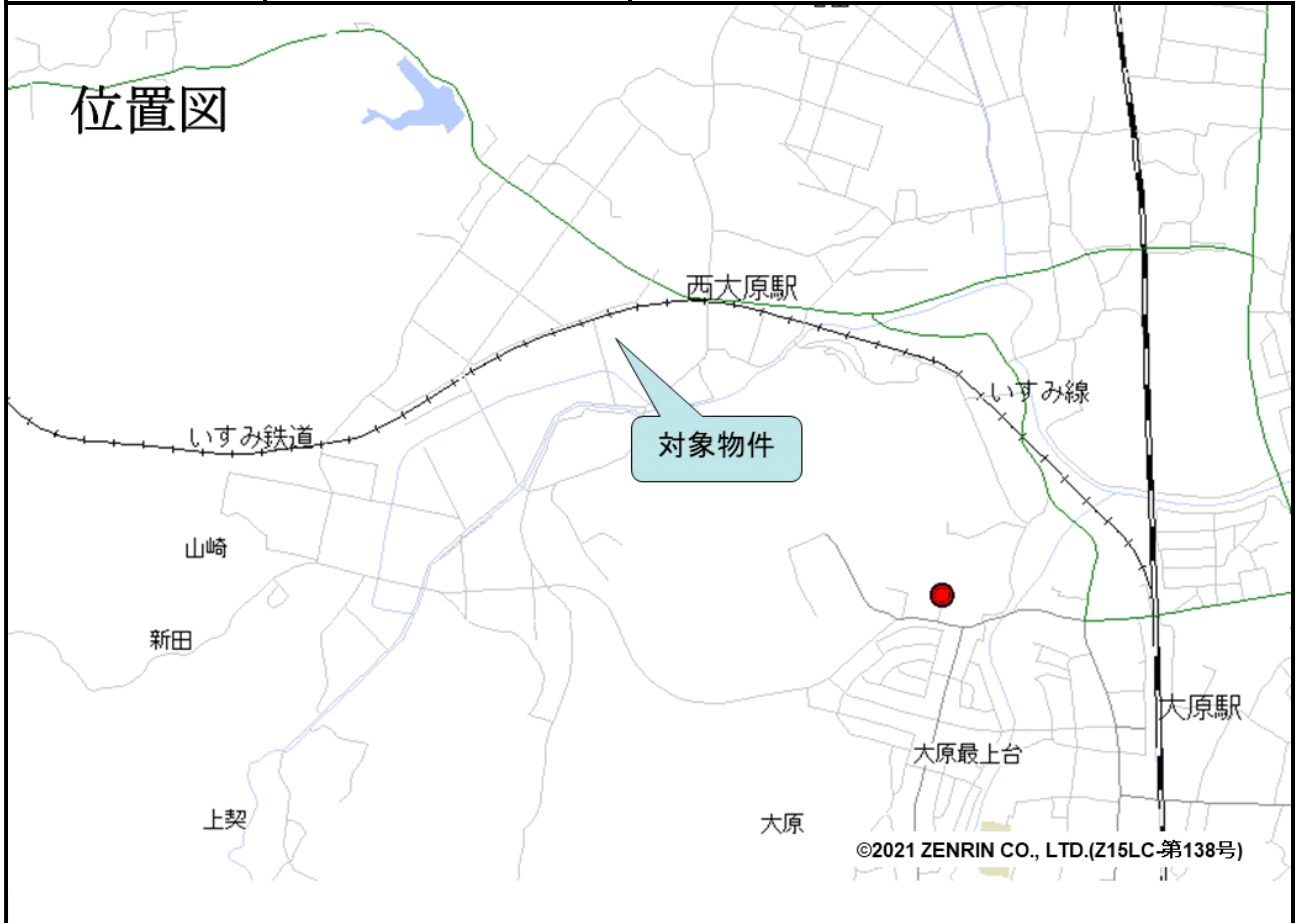 位置図
西大原駅
いすみ線
いすみ鉄道
対象物件
山崎
新田
大原駅
大原最上台
上契
大原
©2021 ZENRIN CO., LTD.(Z15LC-第138号)